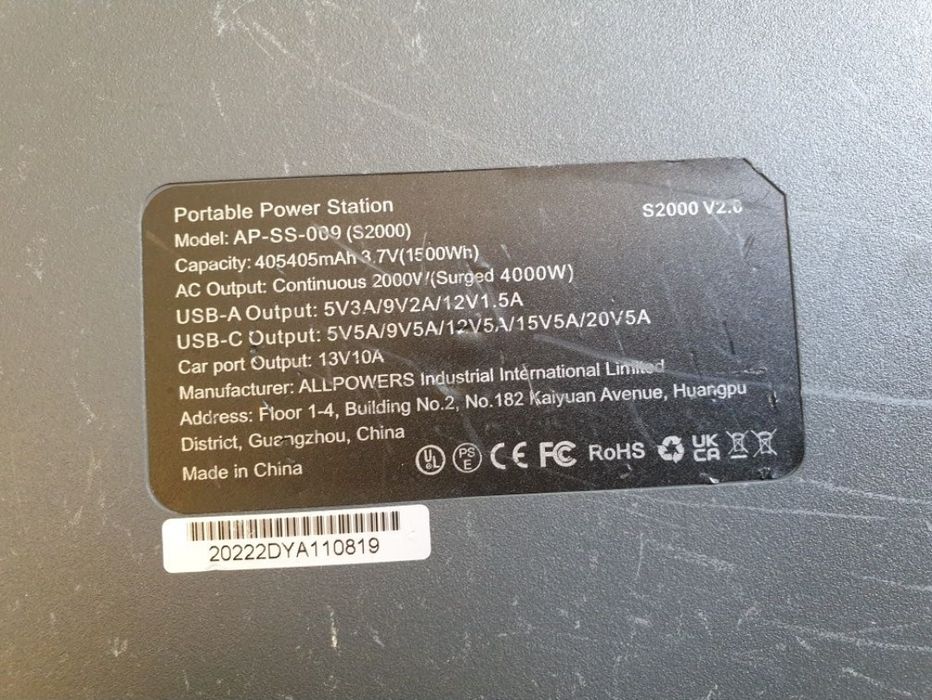 Portable Power Station
S2000 V2.0
Model: AP-SS-009 (S2000)
Capacity: 405405mAh 3.7V(1500Wh)
AC Output: Continuous 2000W(Surged 4000W)
USB-A Output: 5V3A/9V2A/12V1.5A
USB-C Output: 5V5A/9V5A/12V5A/15V5A/20V5A
Car port Output: 13V10A
Manufacturer: ALLPOWERS Industrial International Limited
Address: Floor 1-4, Building No.2, No.182 Kaiyuan Avenue, Huangpu
District, Guangzhou, China
Made in China
UL PSE CE FC RoHS UKCA
20222DYA110819